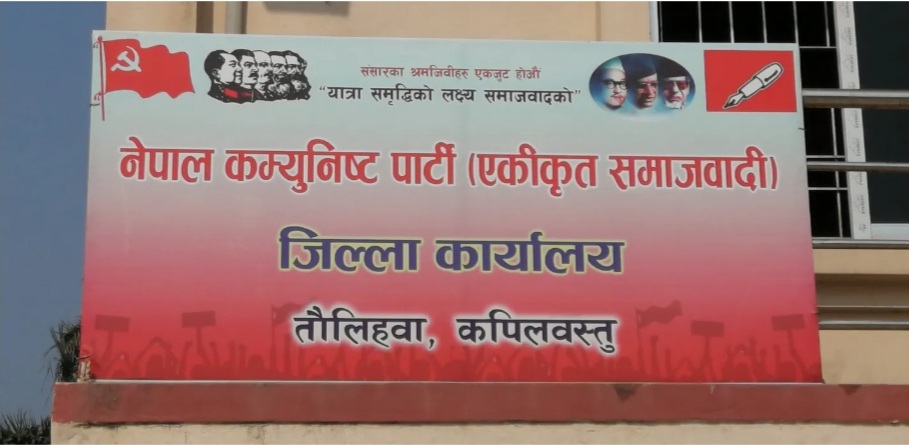 संसारका श्रमजिवीहरु एकजुट होऔं
“यात्रा समृद्धिको लक्ष्य समाजवादको”
नेपाल कम्युनिष्ट पार्टी (एकीकृत समाजवादी)
जिल्ला कार्यालय
तौलिहवा, कपिलवस्तु